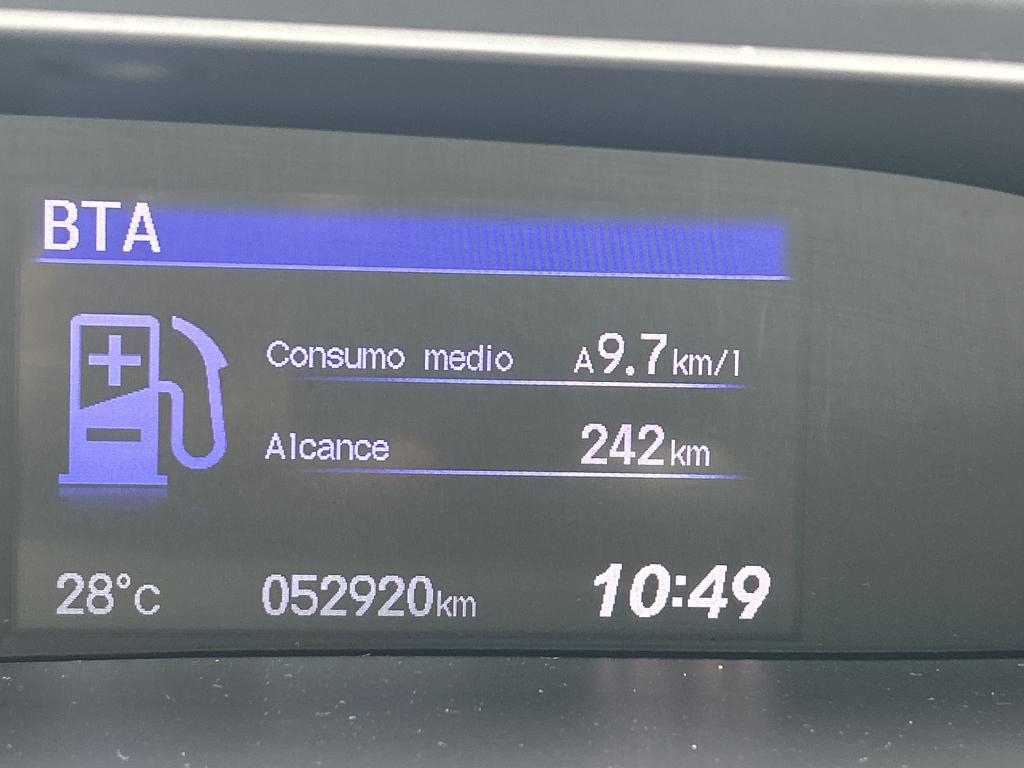 BTA
Consumo medio A9.7km/l
Alcance 242km
28°C 052920km 10:49